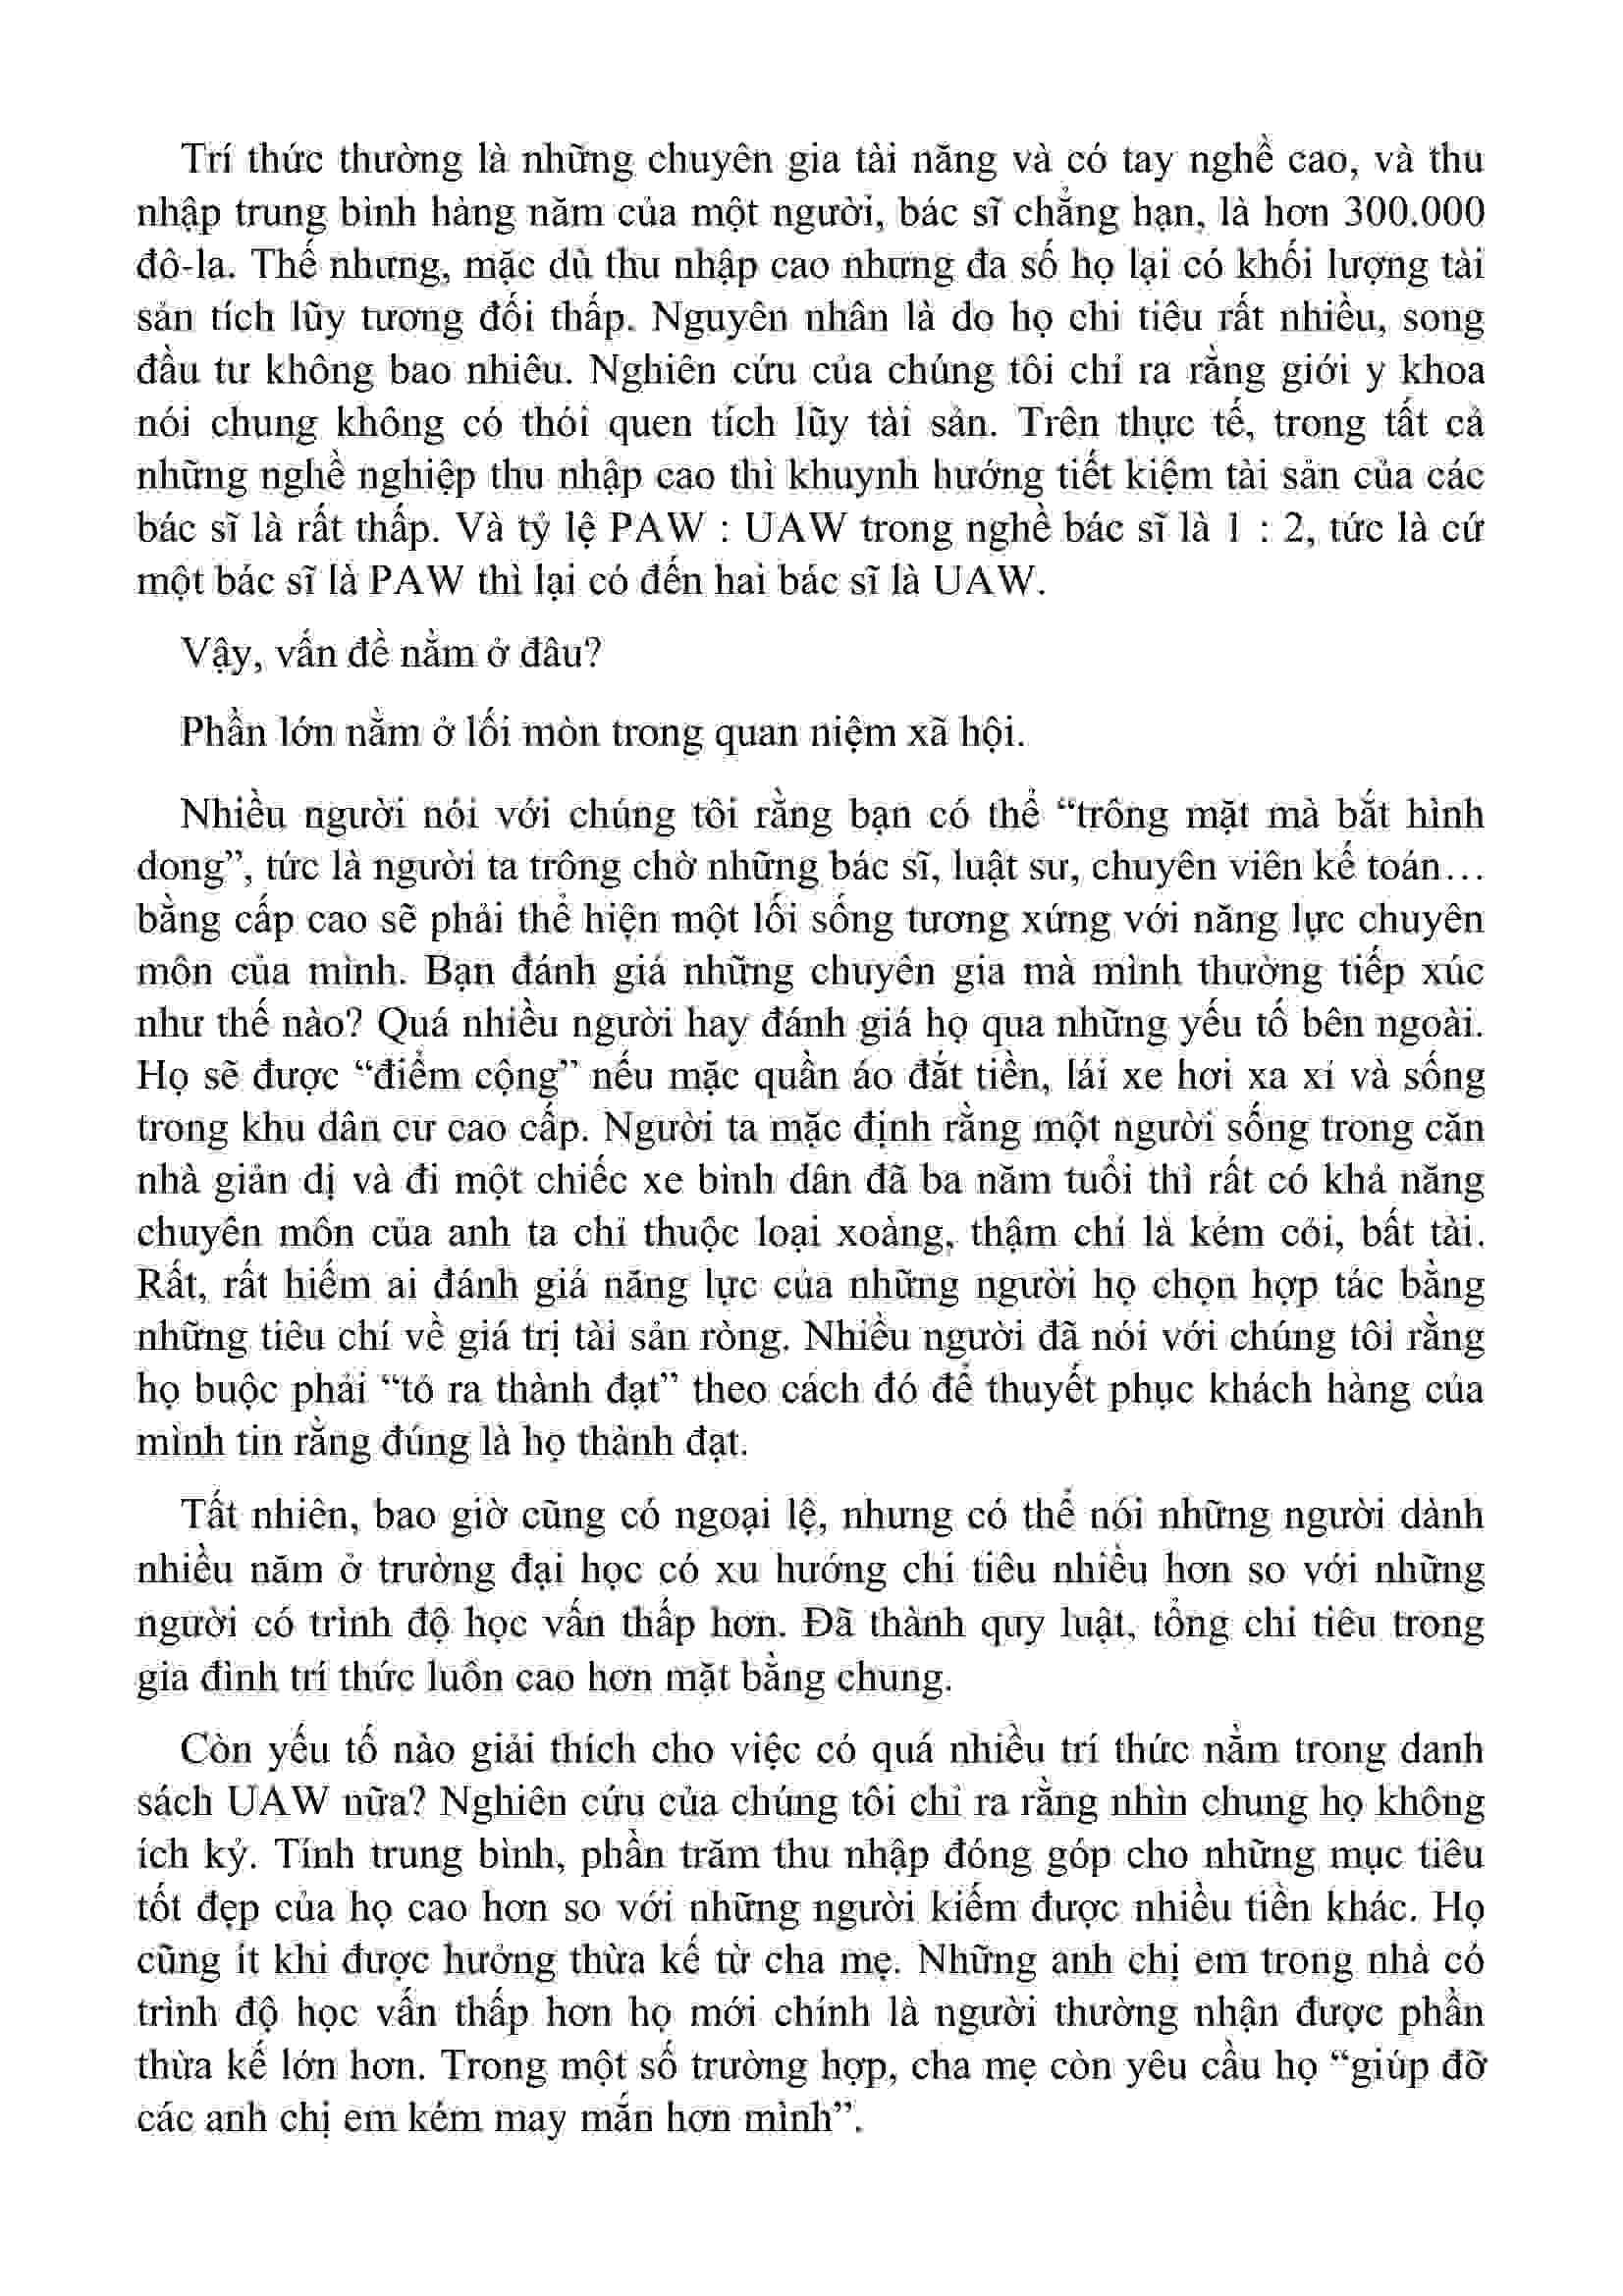 Trí thức thường là những chuyên gia tài năng và có tay nghề cao, và thu
nhập trung bình hàng năm của một người, bác sĩ chẳng hạn, là hơn 300.000
đô-la. Thế nhưng, mặc dù thu nhập cao nhưng đa số họ lại có khối lượng tài
sản tích lũy tương đối thấp. Nguyên nhân là do họ chi tiêu rất nhiều, song
đầu tư không bao nhiêu. Nghiên cứu của chúng tôi chỉ ra rằng giới y khoa
nói chung không có thói quen tích lũy tài sản. Trên thực tế, trong tất cả
những nghề nghiệp thu nhập cao thì khuynh hướng tiết kiệm tài sản của các
bác sĩ là rất thấp. Và tỷ lệ PAW : UAW trong nghề bác sĩ là 1 : 2, tức là cứ
một bác sĩ là PAW thì lại có đến hai bác sĩ là UAW.
Vậy, vấn đề nằm ở đâu?
Phần lớn nằm ở lối mòn trong quan niệm xã hội.
Nhiều người nói với chúng tôi rằng bạn có thể “trông mặt mà bắt hình
dong”, tức là người ta trông chờ những bác sĩ, luật sư, chuyên viên kế toán…
bằng cấp cao sẽ phải thể hiện một lối sống tương xứng với năng lực chuyên
môn của mình. Bạn đánh giá những chuyên gia mà mình thường tiếp xúc
như thế nào? Quá nhiều người hay đánh giá họ qua những yếu tố bên ngoài.
Họ sẽ được “điểm cộng” nếu mặc quần áo đắt tiền, lái xe hơi xa xỉ và sống
trong khu dân cư cao cấp. Người ta mặc định rằng một người sống trong căn
nhà giản dị và đi một chiếc xe bình dân đã ba năm tuổi thì rất có khả năng
chuyên môn của anh ta chỉ thuộc loại xoàng, thậm chí là kém cỏi, bất tài.
Rất, rất hiếm ai đánh giá năng lực của những người họ chọn hợp tác bằng
những tiêu chí về giá trị tài sản ròng. Nhiều người đã nói với chúng tôi rằng
họ buộc phải “tỏ ra thành đạt” theo cách đó để thuyết phục khách hàng của
mình tin rằng đúng là họ thành đạt.
Tất nhiên, bao giờ cũng có ngoại lệ, nhưng có thể nói những người dành
nhiều năm ở trường đại học có xu hướng chi tiêu nhiều hơn so với những
người có trình độ học vấn thấp hơn. Đã thành quy luật, tổng chi tiêu trong
gia đình trí thức luôn cao hơn mặt bằng chung.
Còn yếu tố nào giải thích cho việc có quá nhiều trí thức nằm trong danh
sách UAW nữa? Nghiên cứu của chúng tôi chỉ ra rằng nhìn chung họ không
ích kỷ. Tính trung bình, phần trăm thu nhập đóng góp cho những mục tiêu
tốt đẹp của họ cao hơn so với những người kiếm được nhiều tiền khác. Họ
cũng ít khi được hưởng thừa kế từ cha mẹ. Những anh chị em trong nhà có
trình độ học vấn thấp hơn họ mới chính là người thường nhận được phần
thừa kế lớn hơn. Trong một số trường hợp, cha mẹ còn yêu cầu họ “giúp đỡ
các anh chị em kém may mắn hơn mình”.